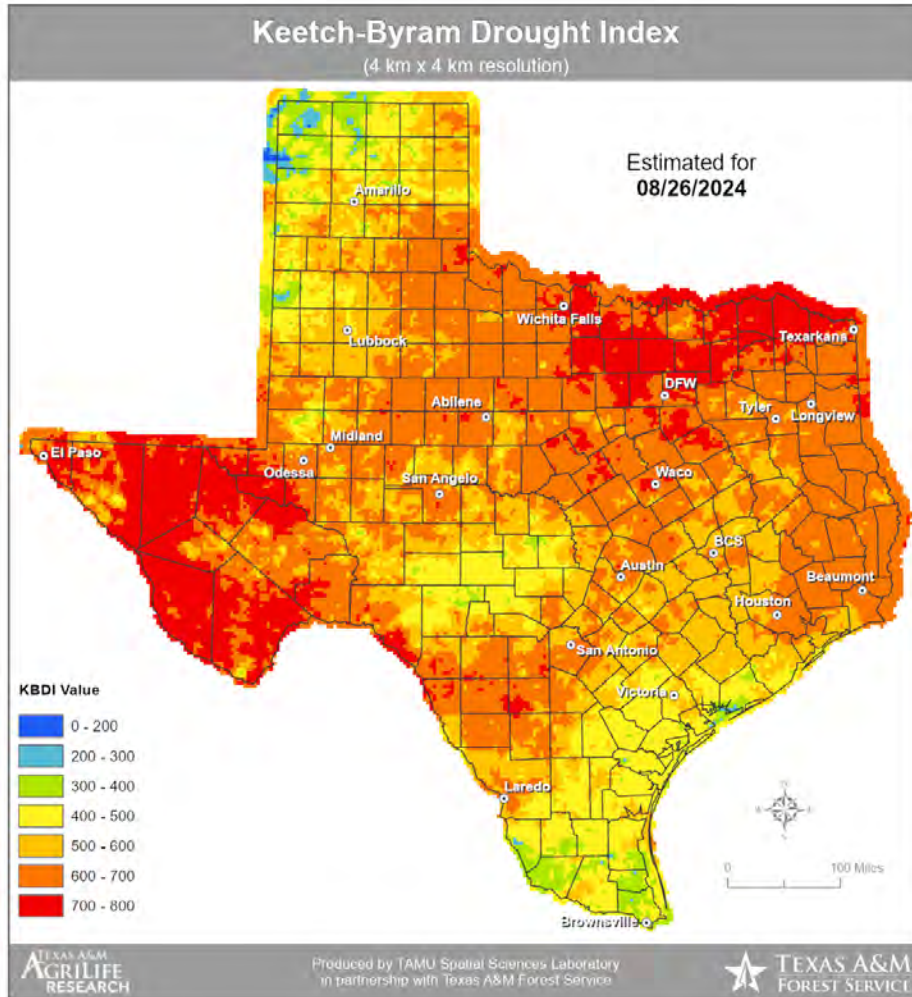 Keetch-Byram Drought Index
(4 km x 4 km resolution)
Estimated for
08/26/2024
Amarillo
Wichita Falls
Texarkana
Lubbock
DFW
Abilene
Tyler
Longview
El Paso
Midland
Odessa
San Angelo
Waco
BCS
Austin
Beaumont
Houston
San Antonio
Victoria
KBDI Value
0 - 200
200 - 300
300 - 400
400 - 500
500 - 600
600 - 700
700 - 800
Laredo
Brownsville
N
0 100 Miles
TEXAS A&M
AGRILIFE
RESEARCH
Produced by TAMU Spatial Sciences Laboratory
in partnership with Texas A&M Forest Service
TEXAS A&M
FOREST SERVICE